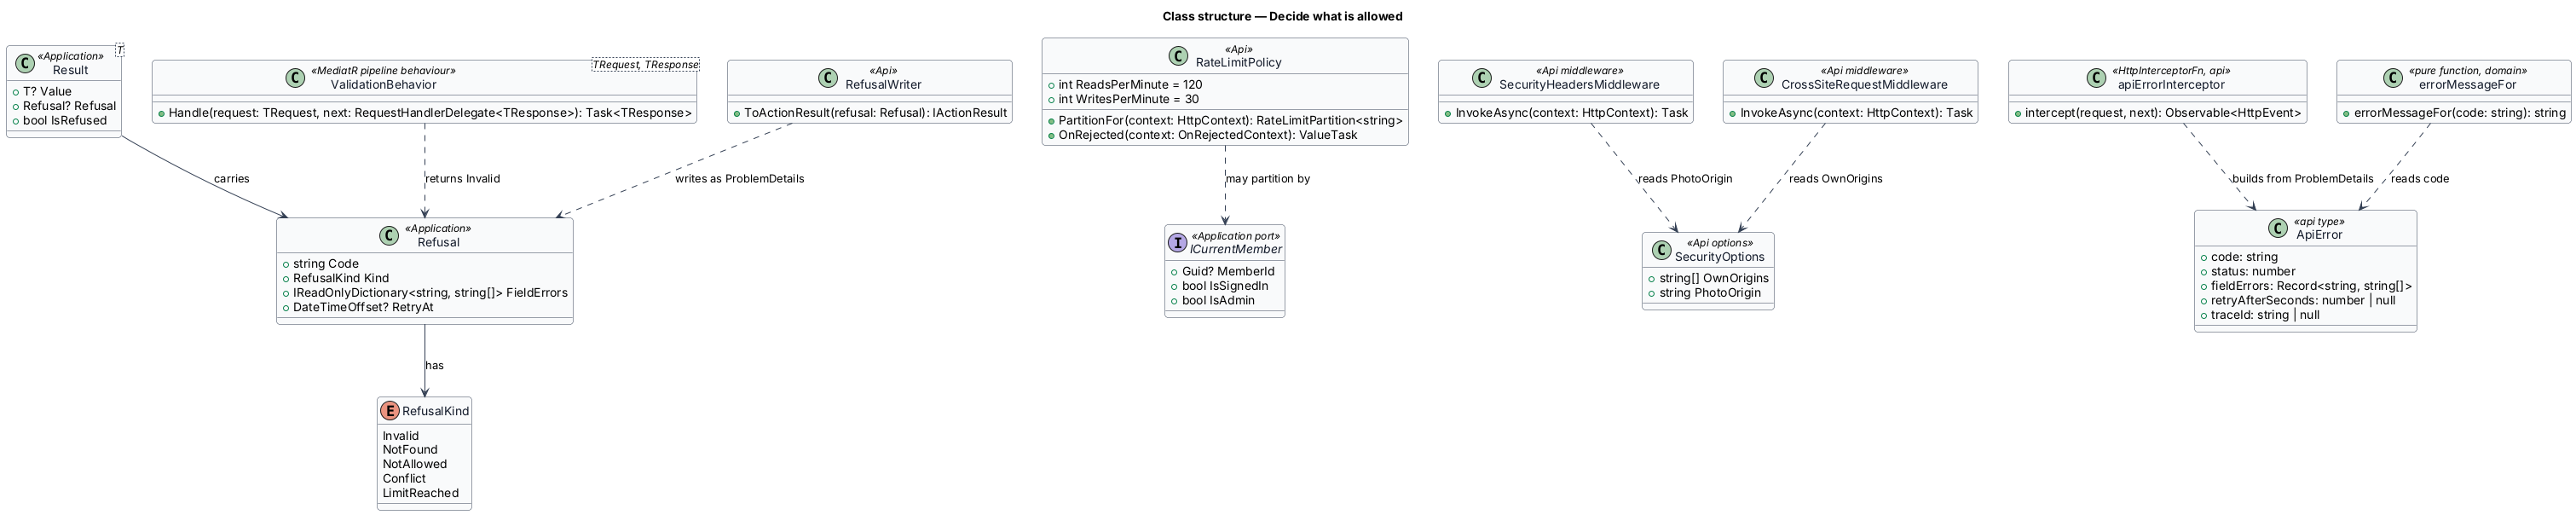 Class structure — Decide what is allowed
«Application»
Result
T
T? Value
Refusal? Refusal
bool IsRefused
«MediatR pipeline behaviour»
ValidationBehavior
TRequest, TResponse
Handle(request: TRequest, next: RequestHandlerDelegate<TResponse>): Task<TResponse>
«Api»
RefusalWriter
ToActionResult(refusal: Refusal): IActionResult
«Api»
RateLimitPolicy
int ReadsPerMinute = 120
int WritesPerMinute = 30
PartitionFor(context: HttpContext): RateLimitPartition<string>
OnRejected(context: OnRejectedContext): ValueTask
«Api middleware»
SecurityHeadersMiddleware
InvokeAsync(context: HttpContext): Task
«Api middleware»
CrossSiteRequestMiddleware
InvokeAsync(context: HttpContext): Task
«HttpInterceptorFn, api»
apiErrorInterceptor
intercept(request, next): Observable<HttpEvent>
«pure function, domain»
errorMessageFor
errorMessageFor(code: string): string
carries
returns Invalid
writes as ProblemDetails
may partition by
reads PhotoOrigin
reads OwnOrigins
builds from ProblemDetails
reads code
«Application»
Refusal
string Code
RefusalKind Kind
IReadOnlyDictionary<string, string[]> FieldErrors
DateTimeOffset? RetryAt
I
«Application port»
ICurrentMember
Guid? MemberId
bool IsSignedIn
bool IsAdmin
«Api options»
SecurityOptions
string[] OwnOrigins
string PhotoOrigin
«api type»
ApiError
code: string
status: number
fieldErrors: Record<string, string[]>
retryAfterSeconds: number | null
traceId: string | null
has
E
RefusalKind
Invalid
NotFound
NotAllowed
Conflict
LimitReached